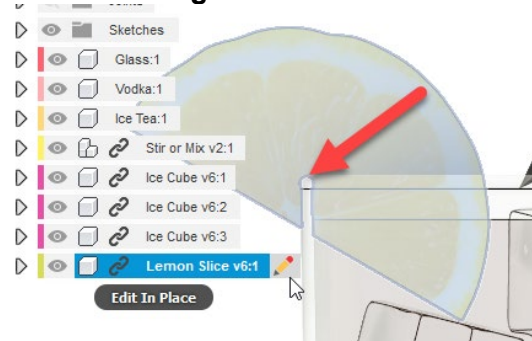 Sketches
Glass:1
Vodka:1
Ice Tea:1
Stir or Mix v2:1
Ice Cube v6:1
Ice Cube v6:2
Ice Cube v6:3
Lemon Slice v6:1
Edit In Place